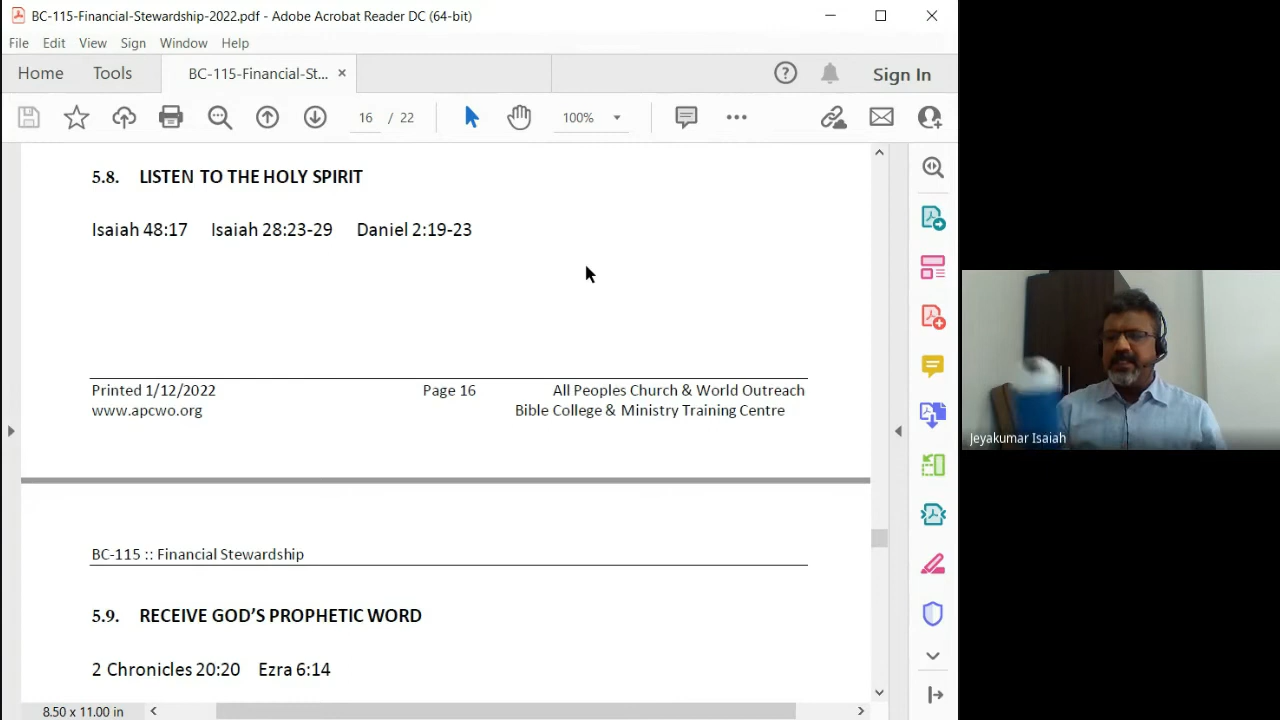 BC-115-Financial-Stewardship-2022.pdf - Adobe Acrobat Reader DC (64-bit)
File Edit View Sign Window Help
Home Tools BC-115-Financial-St... × Sign In
16 / 22 100%
5.8. LISTEN TO THE HOLY SPIRIT
Isaiah 48:17 Isaiah 28:23-29 Daniel 2:19-23
Printed 1/12/2022 Page 16 All Peoples Church & World Outreach
www.apcwo.org Bible College & Ministry Training Centre
Jeyakumar Isaiah
BC-115 :: Financial Stewardship
5.9. RECEIVE GOD'S PROPHETIC WORD
2 Chronicles 20:20 Ezra 6:14
8.50 x 11.00 in